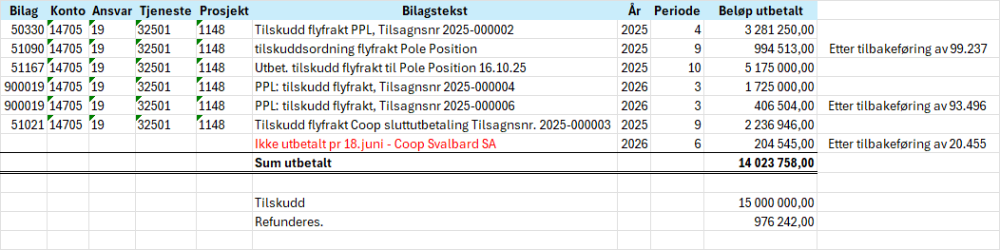 Bilag Konto Ansvar Tjeneste Prosjekt Bilagstekst År Periode Beløp utbetalt
50330 14705 19 32501 1148 Tilskudd flyfrakt PPL, Tilsagnsnr 2025-000002 2025 4 3 281 250,00
51090 14705 19 32501 1148 tilskuddsordning flyfrakt Pole Position 2025 9 994 513,00 Etter tilbakeføring av 99.237
51167 14705 19 32501 1148 Utbet. tilskudd flyfrakt til Pole Position 16.10.25 2025 10 5 175 000,00
900019 14705 19 32501 1148 PPL: tilskudd flyfrakt, Tilsagnsnr 2025-000004 2026 3 1 725 000,00
900019 14705 19 32501 1148 PPL: tilskudd flyfrakt, Tilsagnsnr 2025-000006 2026 3 406 504,00 Etter tilbakeføring av 93.496
51021 14705 19 32501 1148 Tilskudd flyfrakt Coop sluttutbetaling Tilsagnsnr. 2025-000003 2025 9 2 236 946,00
Ikke utbetalt pr 18.juni - Coop Svalbard SA 2026 6 204 545,00 Etter tilbakeføring av 20.455
Sum utbetalt 14 023 758,00
Tilskudd 15 000 000,00
Refunderes. 976 242,00